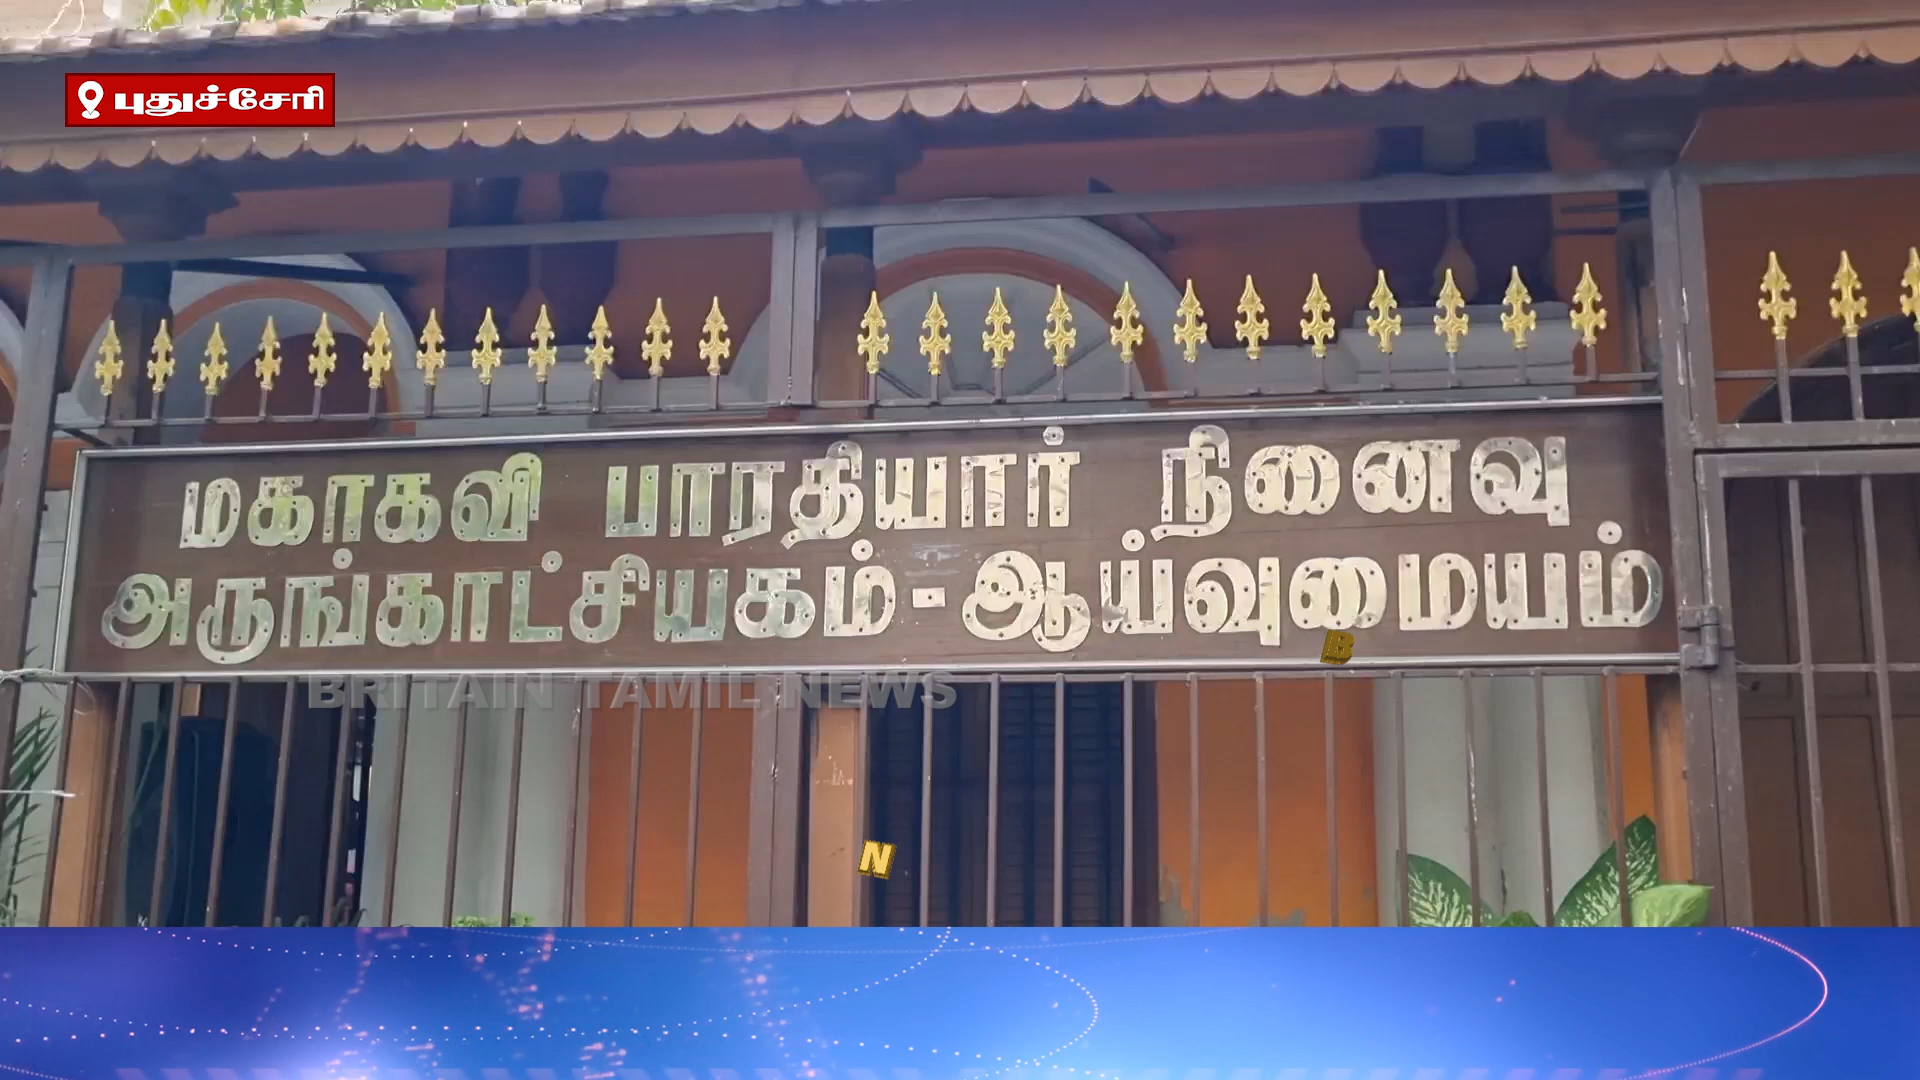 புதுச்சேரி
மகாகவி பாரதியார் நினைவு
அருங்காட்சியகம் - ஆய்வுமையம்
B
BRITAIN TAMIL NEWS
N